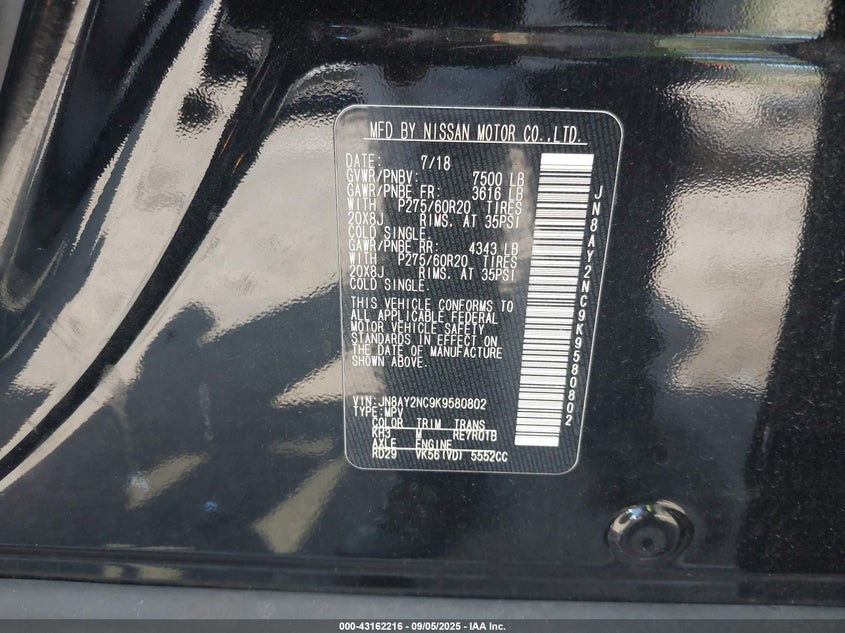 MFD BY NISSAN MOTOR CO.,LTD.
DATE: 7/18
GVWR/PNBV: 7500 LB
GAWR/PNBE FR: 3616 LB
WITH P275/60R20 TIRES
20X8J RIMS, AT 35PSI
COLD SINGLE.
GAWR/PNBE RR: 4343 LB
WITH P275/60R20 TIRES
20X8J RIMS, AT 35PSI
COLD SINGLE.
THIS VEHICLE CONFORMS TO
ALL APPLICABLE FEDERAL
MOTOR VEHICLE SAFETY
STANDARDS IN EFFECT ON
THE DATE OF MANUFACTURE
SHOWN ABOVE.
VIN: JN8AY2NC9K9580802
TYPE: MPV
COLOR TRIM TRANS
KH3 M RE7R01B
AXLE ENGINE
RD29 VK56(VD) 5552CC
JN8AY2NC9K9580802
000-43162216 - 09/05/2025 - IAA Inc.